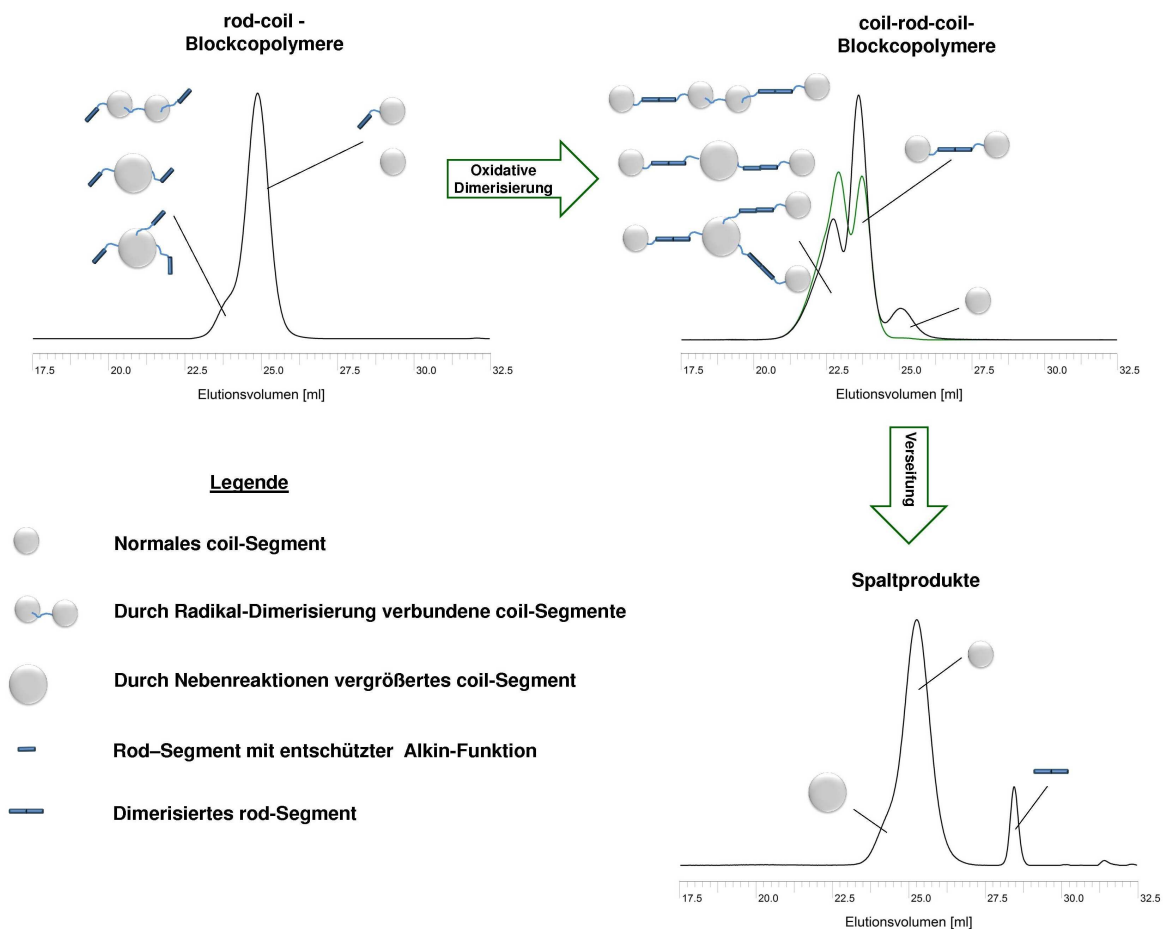 rod-coil -
Blockcopolymere
17.5 20.0 22.5 25.0 27.5 30.0 32.5
Elutionsvolumen [ml]
Oxidative
Dimerisierung
coil-rod-coil-
Blockcopolymere
17.5 20.0 22.5 25.0 27.5 30.0 32.5
Elutionsvolumen [ml]
Verseifung
Legende
Normales coil-Segment
Durch Radikal-Dimerisierung verbundene coil-Segmente
Durch Nebenreaktionen vergrößertes coil-Segment
Rod–Segment mit entschützter Alkin-Funktion
Dimerisiertes rod-Segment
Spaltprodukte
17.5 20.0 22.5 25.0 27.5 30.0 32.5
Elutionsvolumen [ml]